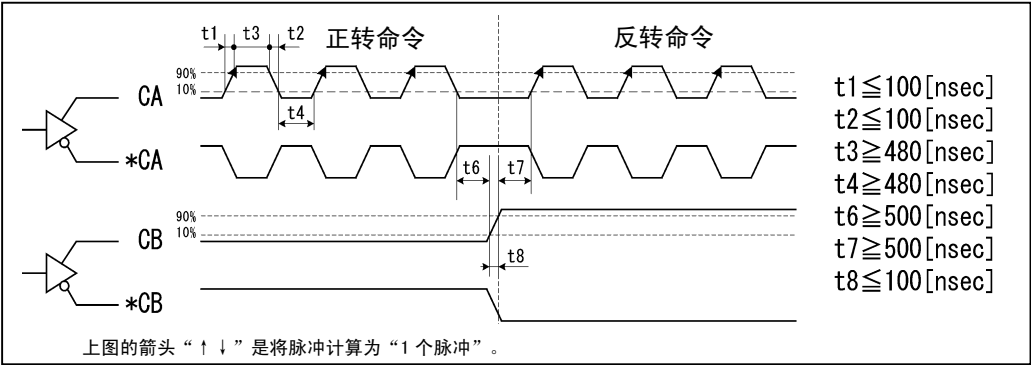 t1 t3 t2 正转命令 反转命令
90%
10%
CA
t4
*CA
t6 t7
90%
10%
CB
t8
*CB
t1≦100[nsec]
t2≦100[nsec]
t3≧480[nsec]
t4≧480[nsec]
t6≧500[nsec]
t7≧500[nsec]
t8≦100[nsec]
上图的箭头“↑↓”是将脉冲计算为“1个脉冲”。